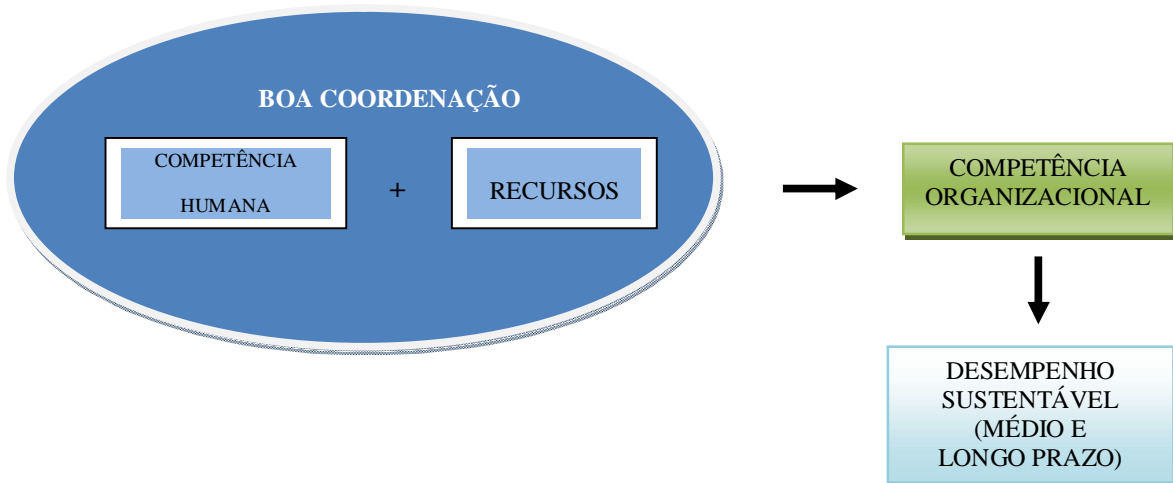 BOA COORDENAÇÃO
COMPETÊNCIA
HUMANA
+
RECURSOS
COMPETÊNCIA
ORGANIZACIONAL
DESEMPENHO
SUSTENTÁVEL
(MÉDIO E
LONGO PRAZO)